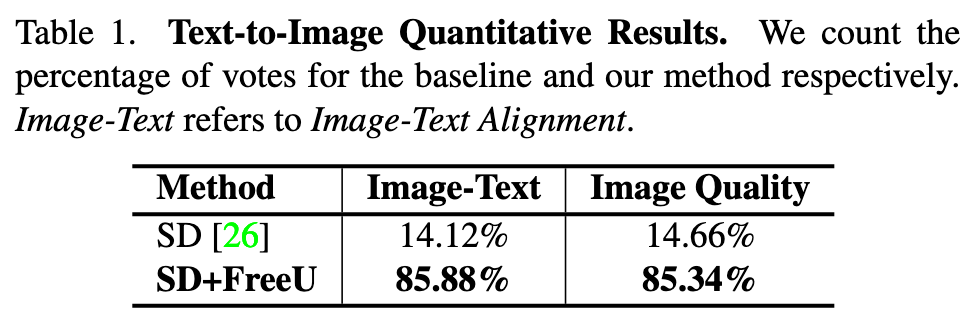 Table 1. Text-to-Image Quantitative Results. We count the
percentage of votes for the baseline and our method respectively.
Image-Text refers to Image-Text Alignment.
Method Image-Text Image Quality
SD [26] 14.12% 14.66%
SD+FreeU 85.88% 85.34%